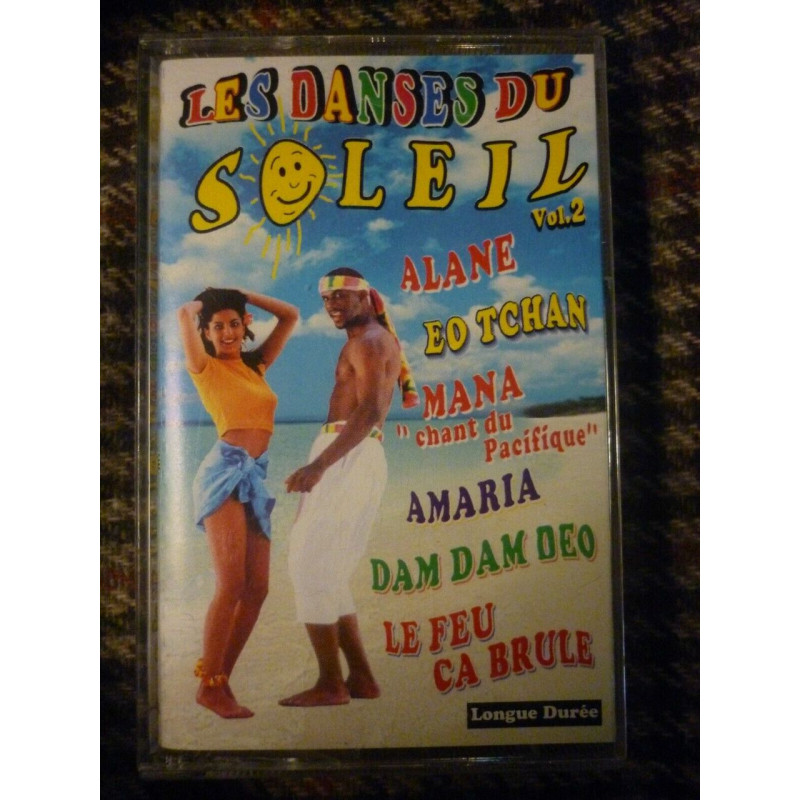 LES DANSES DU
SOLEIL
Vol.2
ALANE
EO TCHAN
MANA
"chant du
Pacifique"
AMARIA
DAM DAM DEO
LE FEU
CA BRULE
Longue Durée